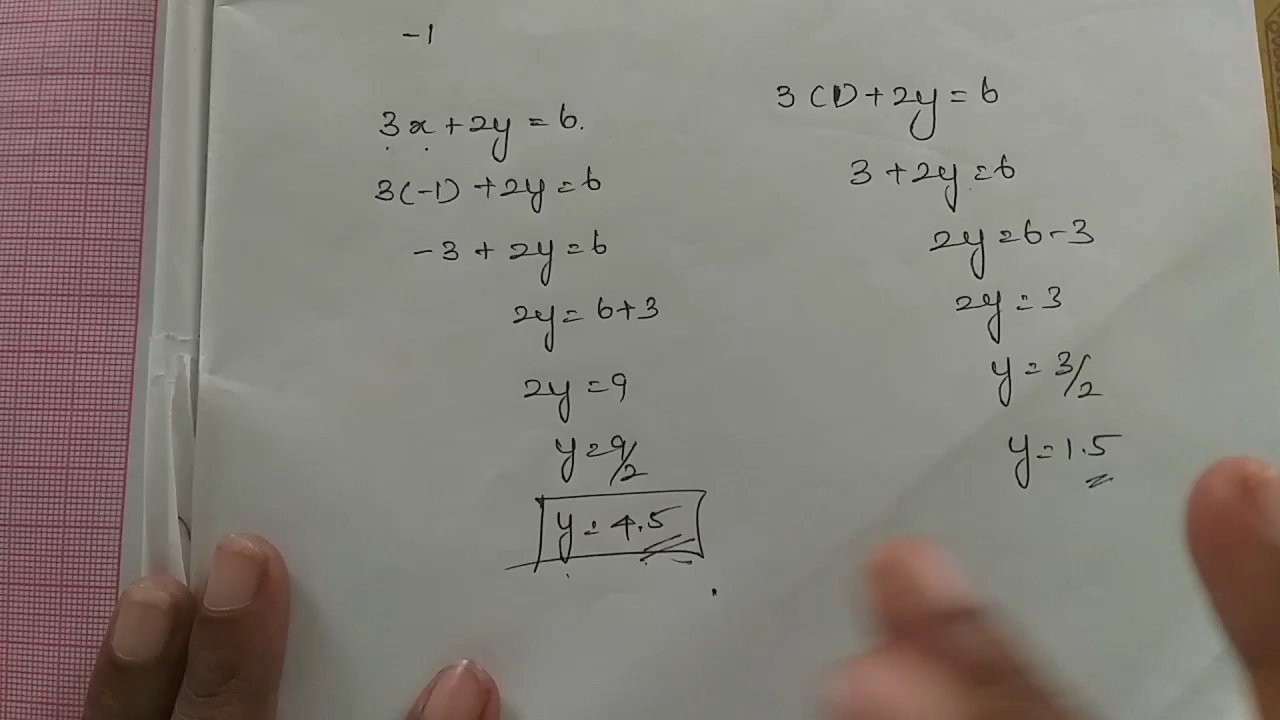 -1
3x + 2y = 6.
3(-1) + 2y = 6
-3 + 2y = 6
2y = 6+3
2y = 9
y = 9/2
y = 4.5
3(1) + 2y = 6
3 + 2y = 6
2y = 6-3
2y = 3
y = 3/2
y = 1.5